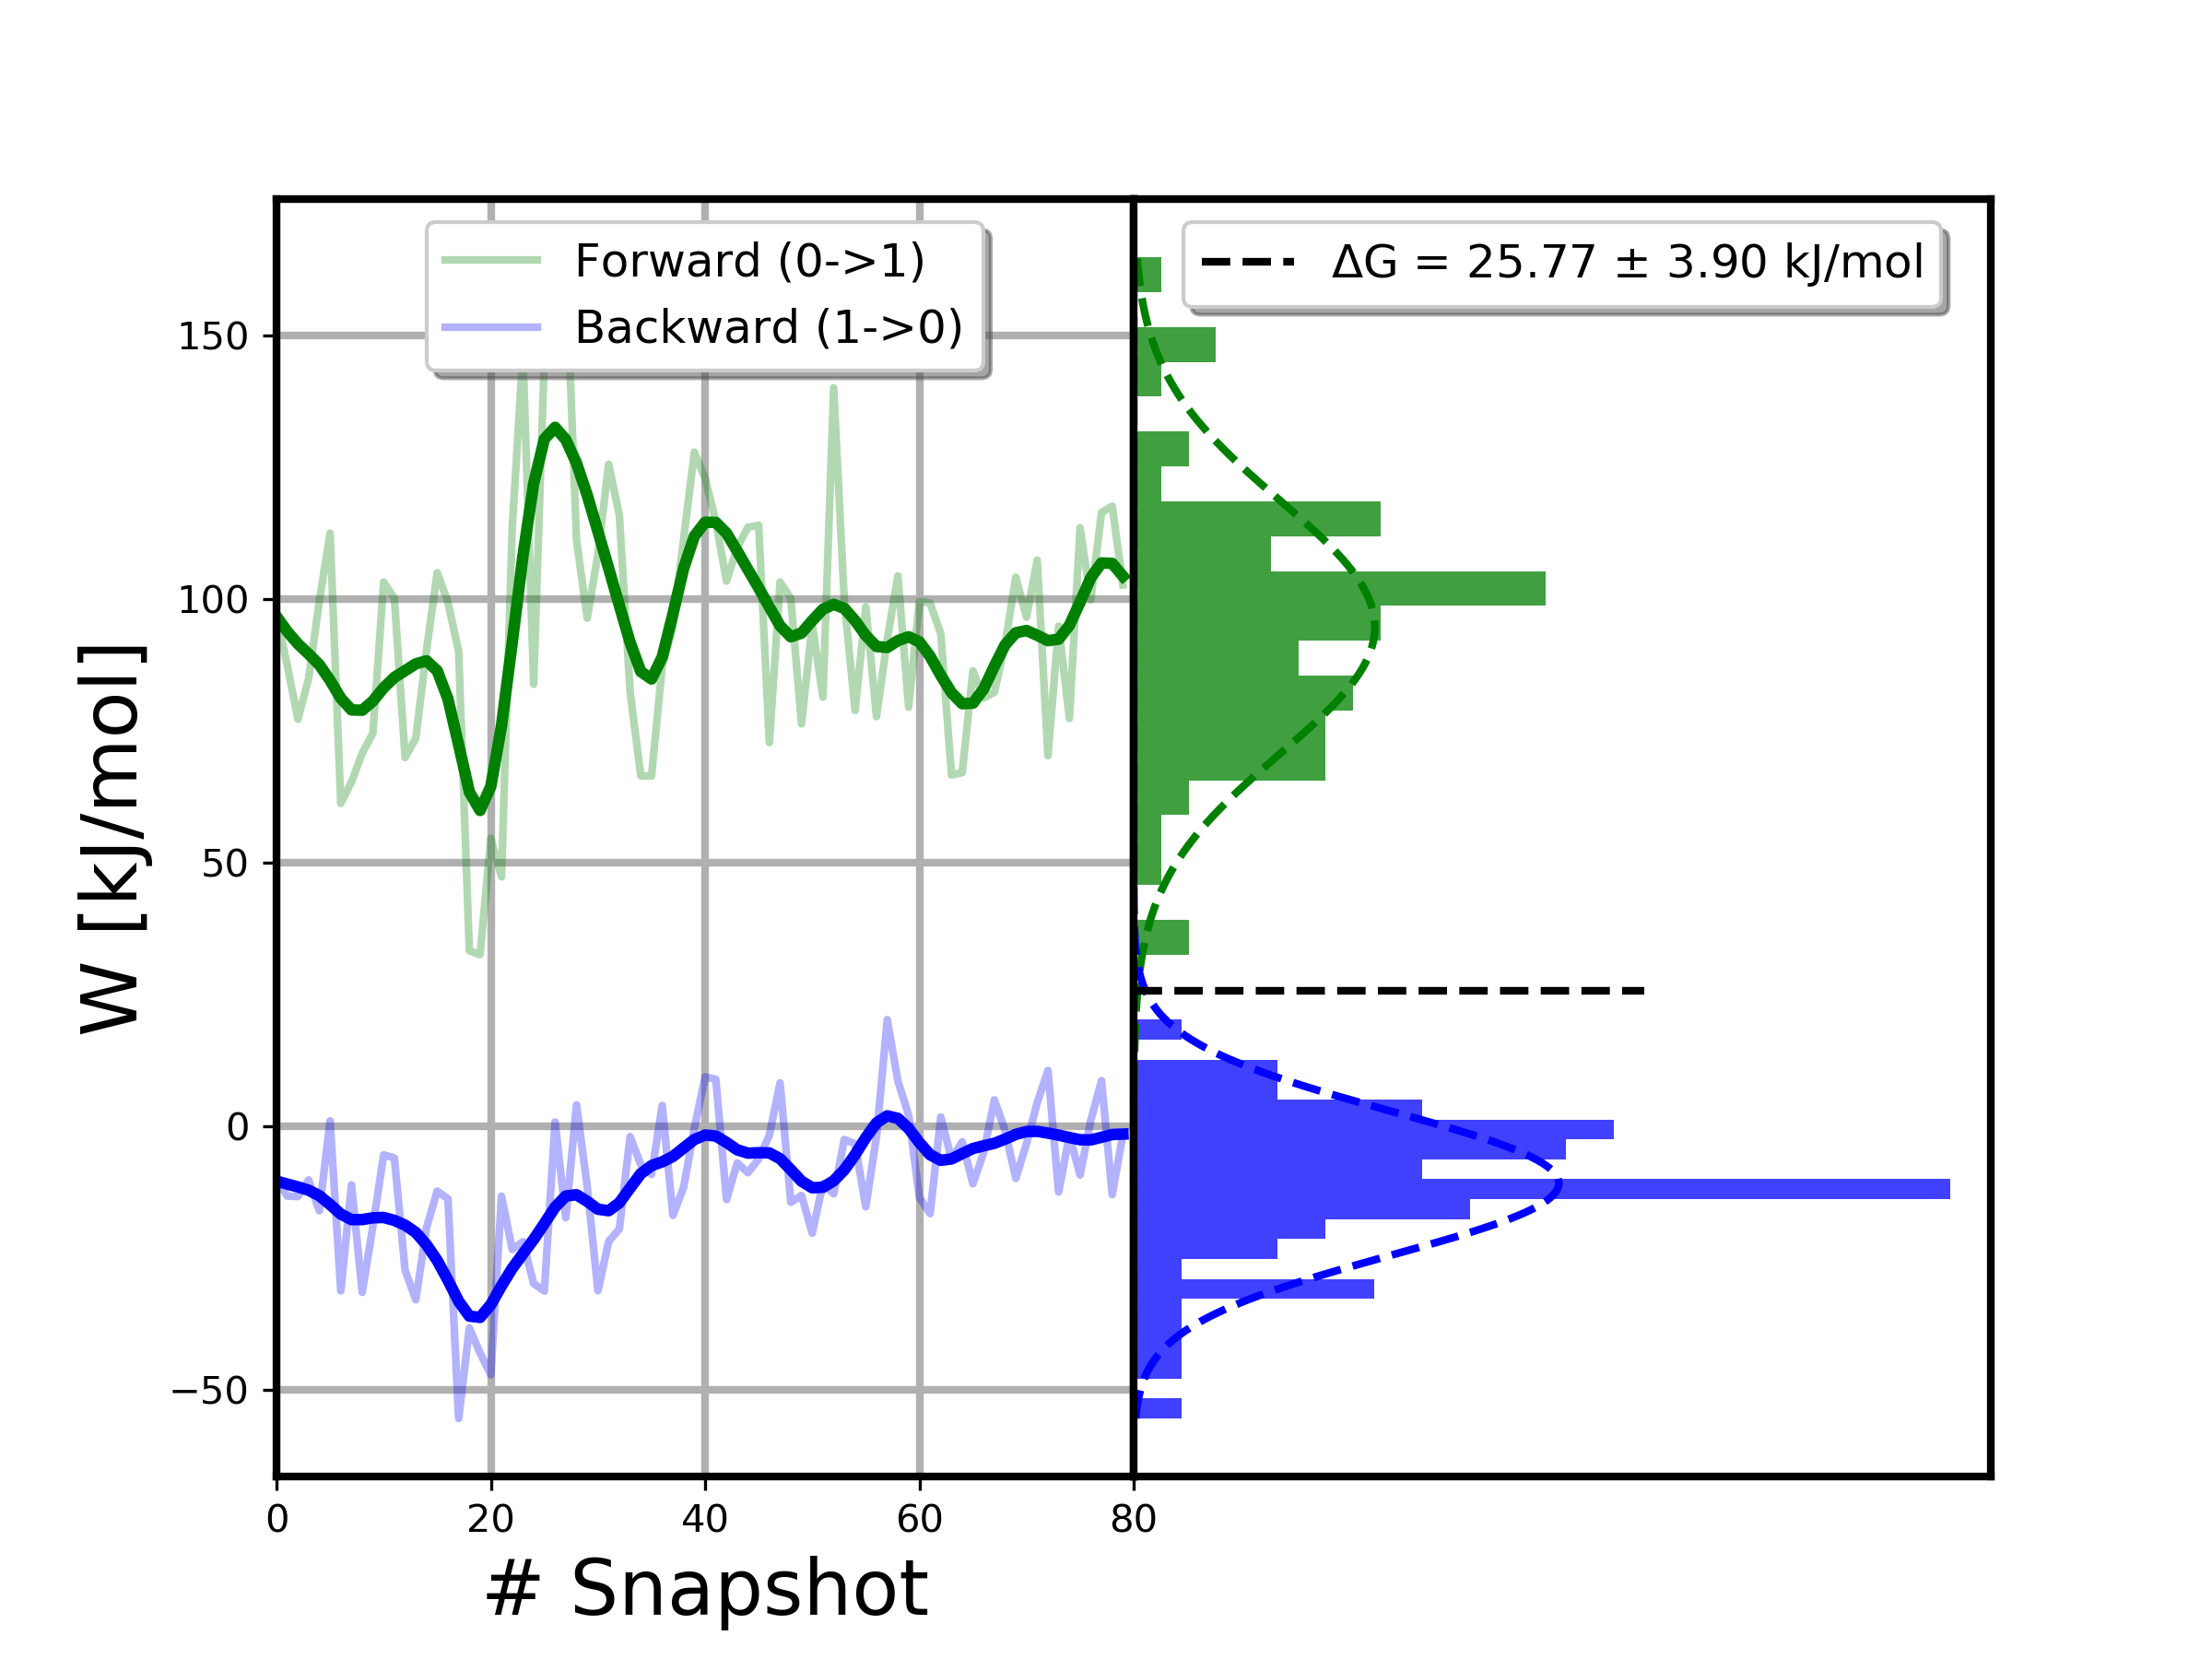 Forward (0->1)
Backward (1->0)
ΔG = 25.77 ± 3.90 kJ/mol
W [kJ/mol]
150
100
50
0
−50
0 20 40 60 80
# Snapshot